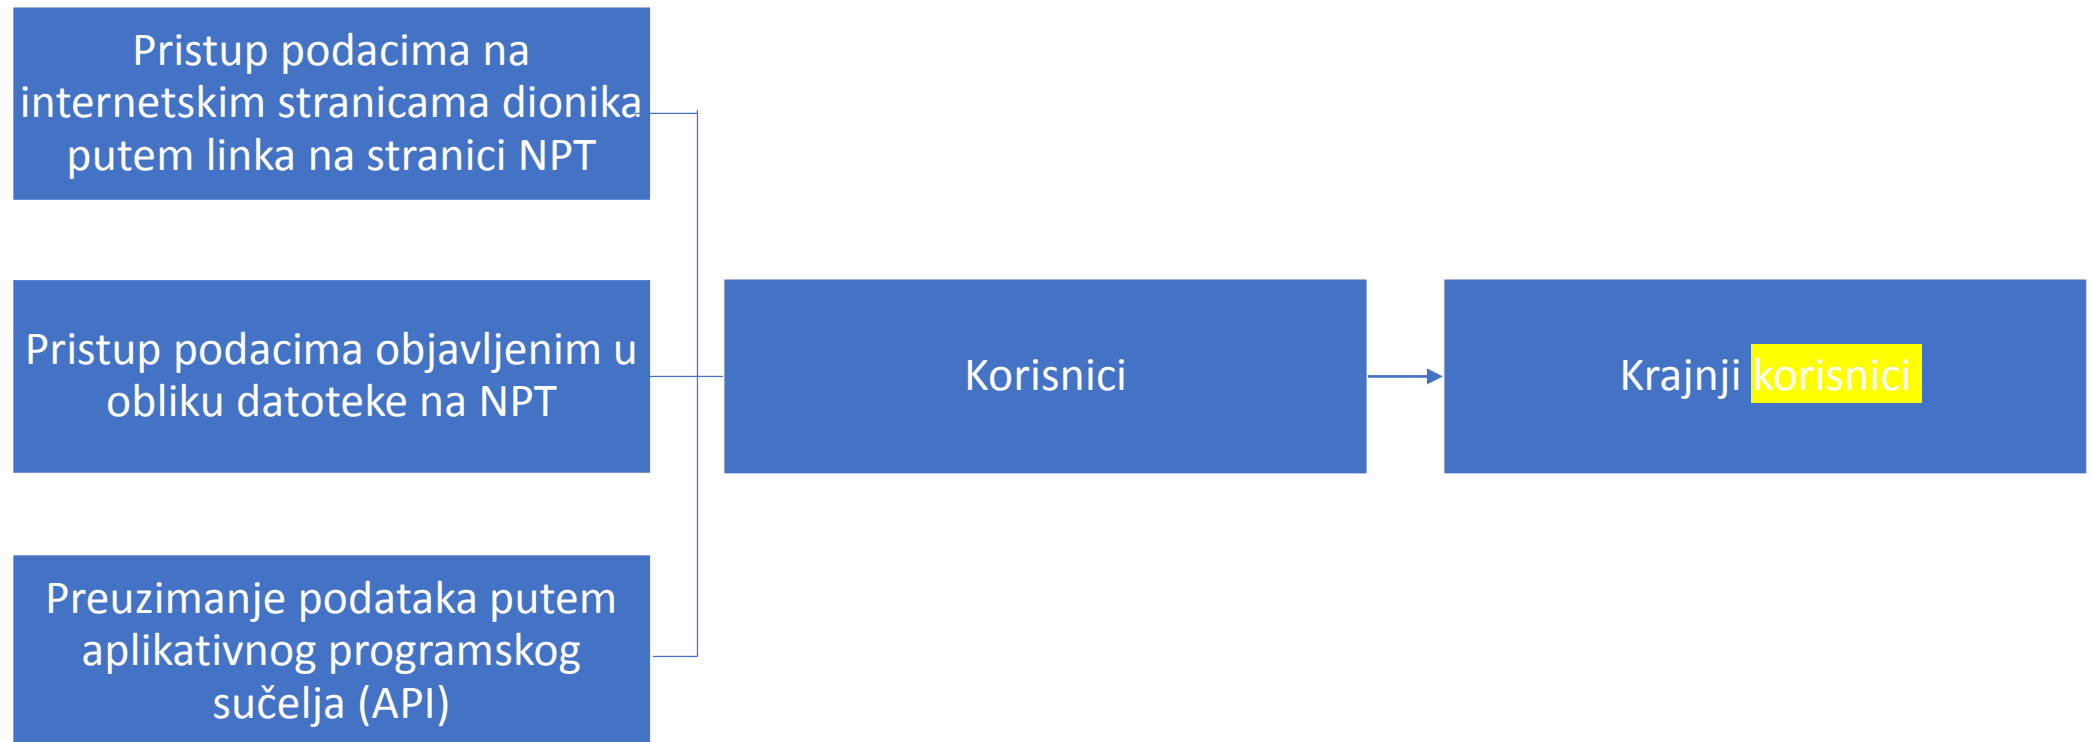 Pristup podacima na
internetskim stranicama dionika
putem linka na stranici NPT
Pristup podacima objavljenim u
obliku datoteke na NPT
Preuzimanje podataka putem
aplikativnog programskog
sučelja (API)
Korisnici
Krajnji korisnici